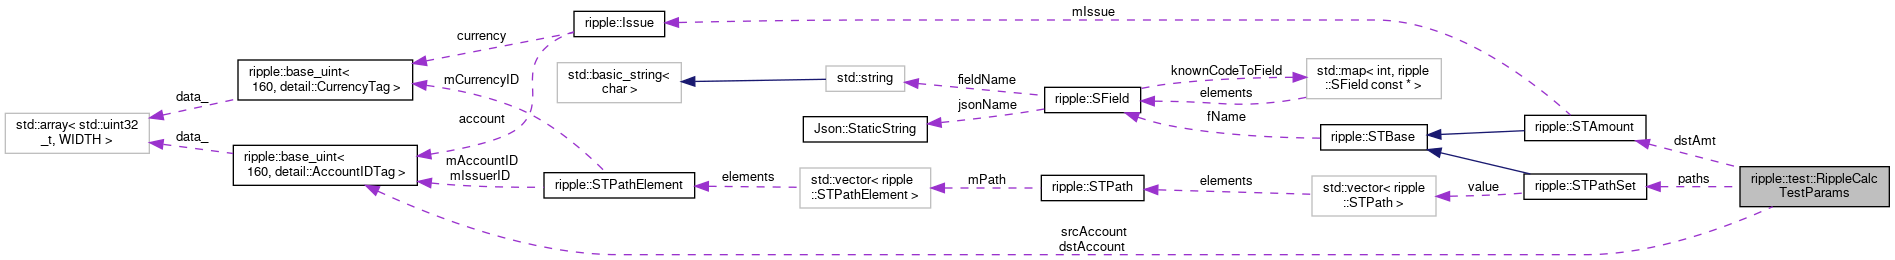 mIssue
ripple::Issue
currency
ripple::base_uint<
160, detail::CurrencyTag >
mCurrencyID
std::basic_string<
char >
std::string
fieldName
knownCodeToField
std::map< int, ripple
::SField const * >
elements
ripple::SField
jsonName
fName
data_
std::array< std::uint32
_t, WIDTH >
account
Json::StaticString
ripple::STBase
ripple::STAmount
dstAmt
data_
ripple::base_uint<
160, detail::AccountIDTag >
mAccountID
mIssuerID
ripple::STPathElement
elements
std::vector< ripple
::STPathElement >
mPath
ripple::STPath
elements
std::vector< ripple
::STPath >
value
ripple::STPathSet
paths
ripple::test::RippleCalc
TestParams
srcAccount
dstAccount